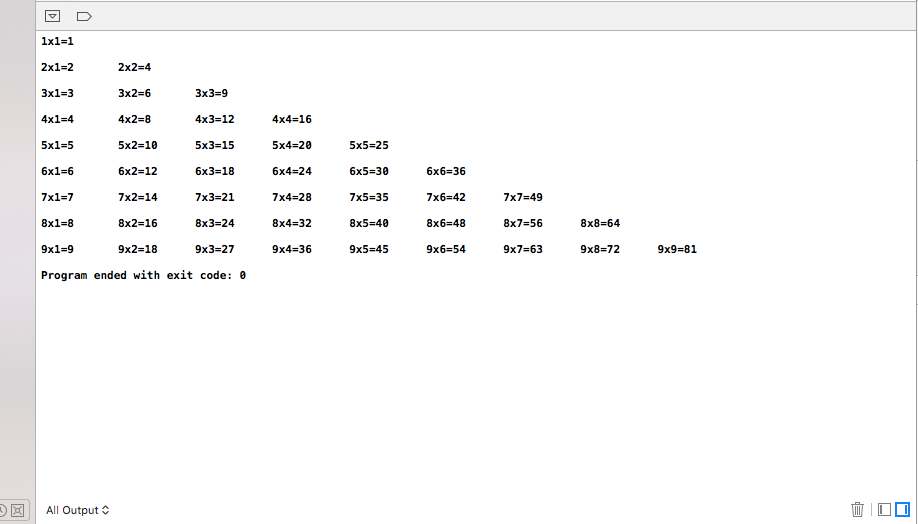 1x1=1
2x1=2 2x2=4
3x1=3 3x2=6 3x3=9
4x1=4 4x2=8 4x3=12 4x4=16
5x1=5 5x2=10 5x3=15 5x4=20 5x5=25
6x1=6 6x2=12 6x3=18 6x4=24 6x5=30 6x6=36
7x1=7 7x2=14 7x3=21 7x4=28 7x5=35 7x6=42 7x7=49
8x1=8 8x2=16 8x3=24 8x4=32 8x5=40 8x6=48 8x7=56 8x8=64
9x1=9 9x2=18 9x3=27 9x4=36 9x5=45 9x6=54 9x7=63 9x8=72 9x9=81
Program ended with exit code: 0
All Output